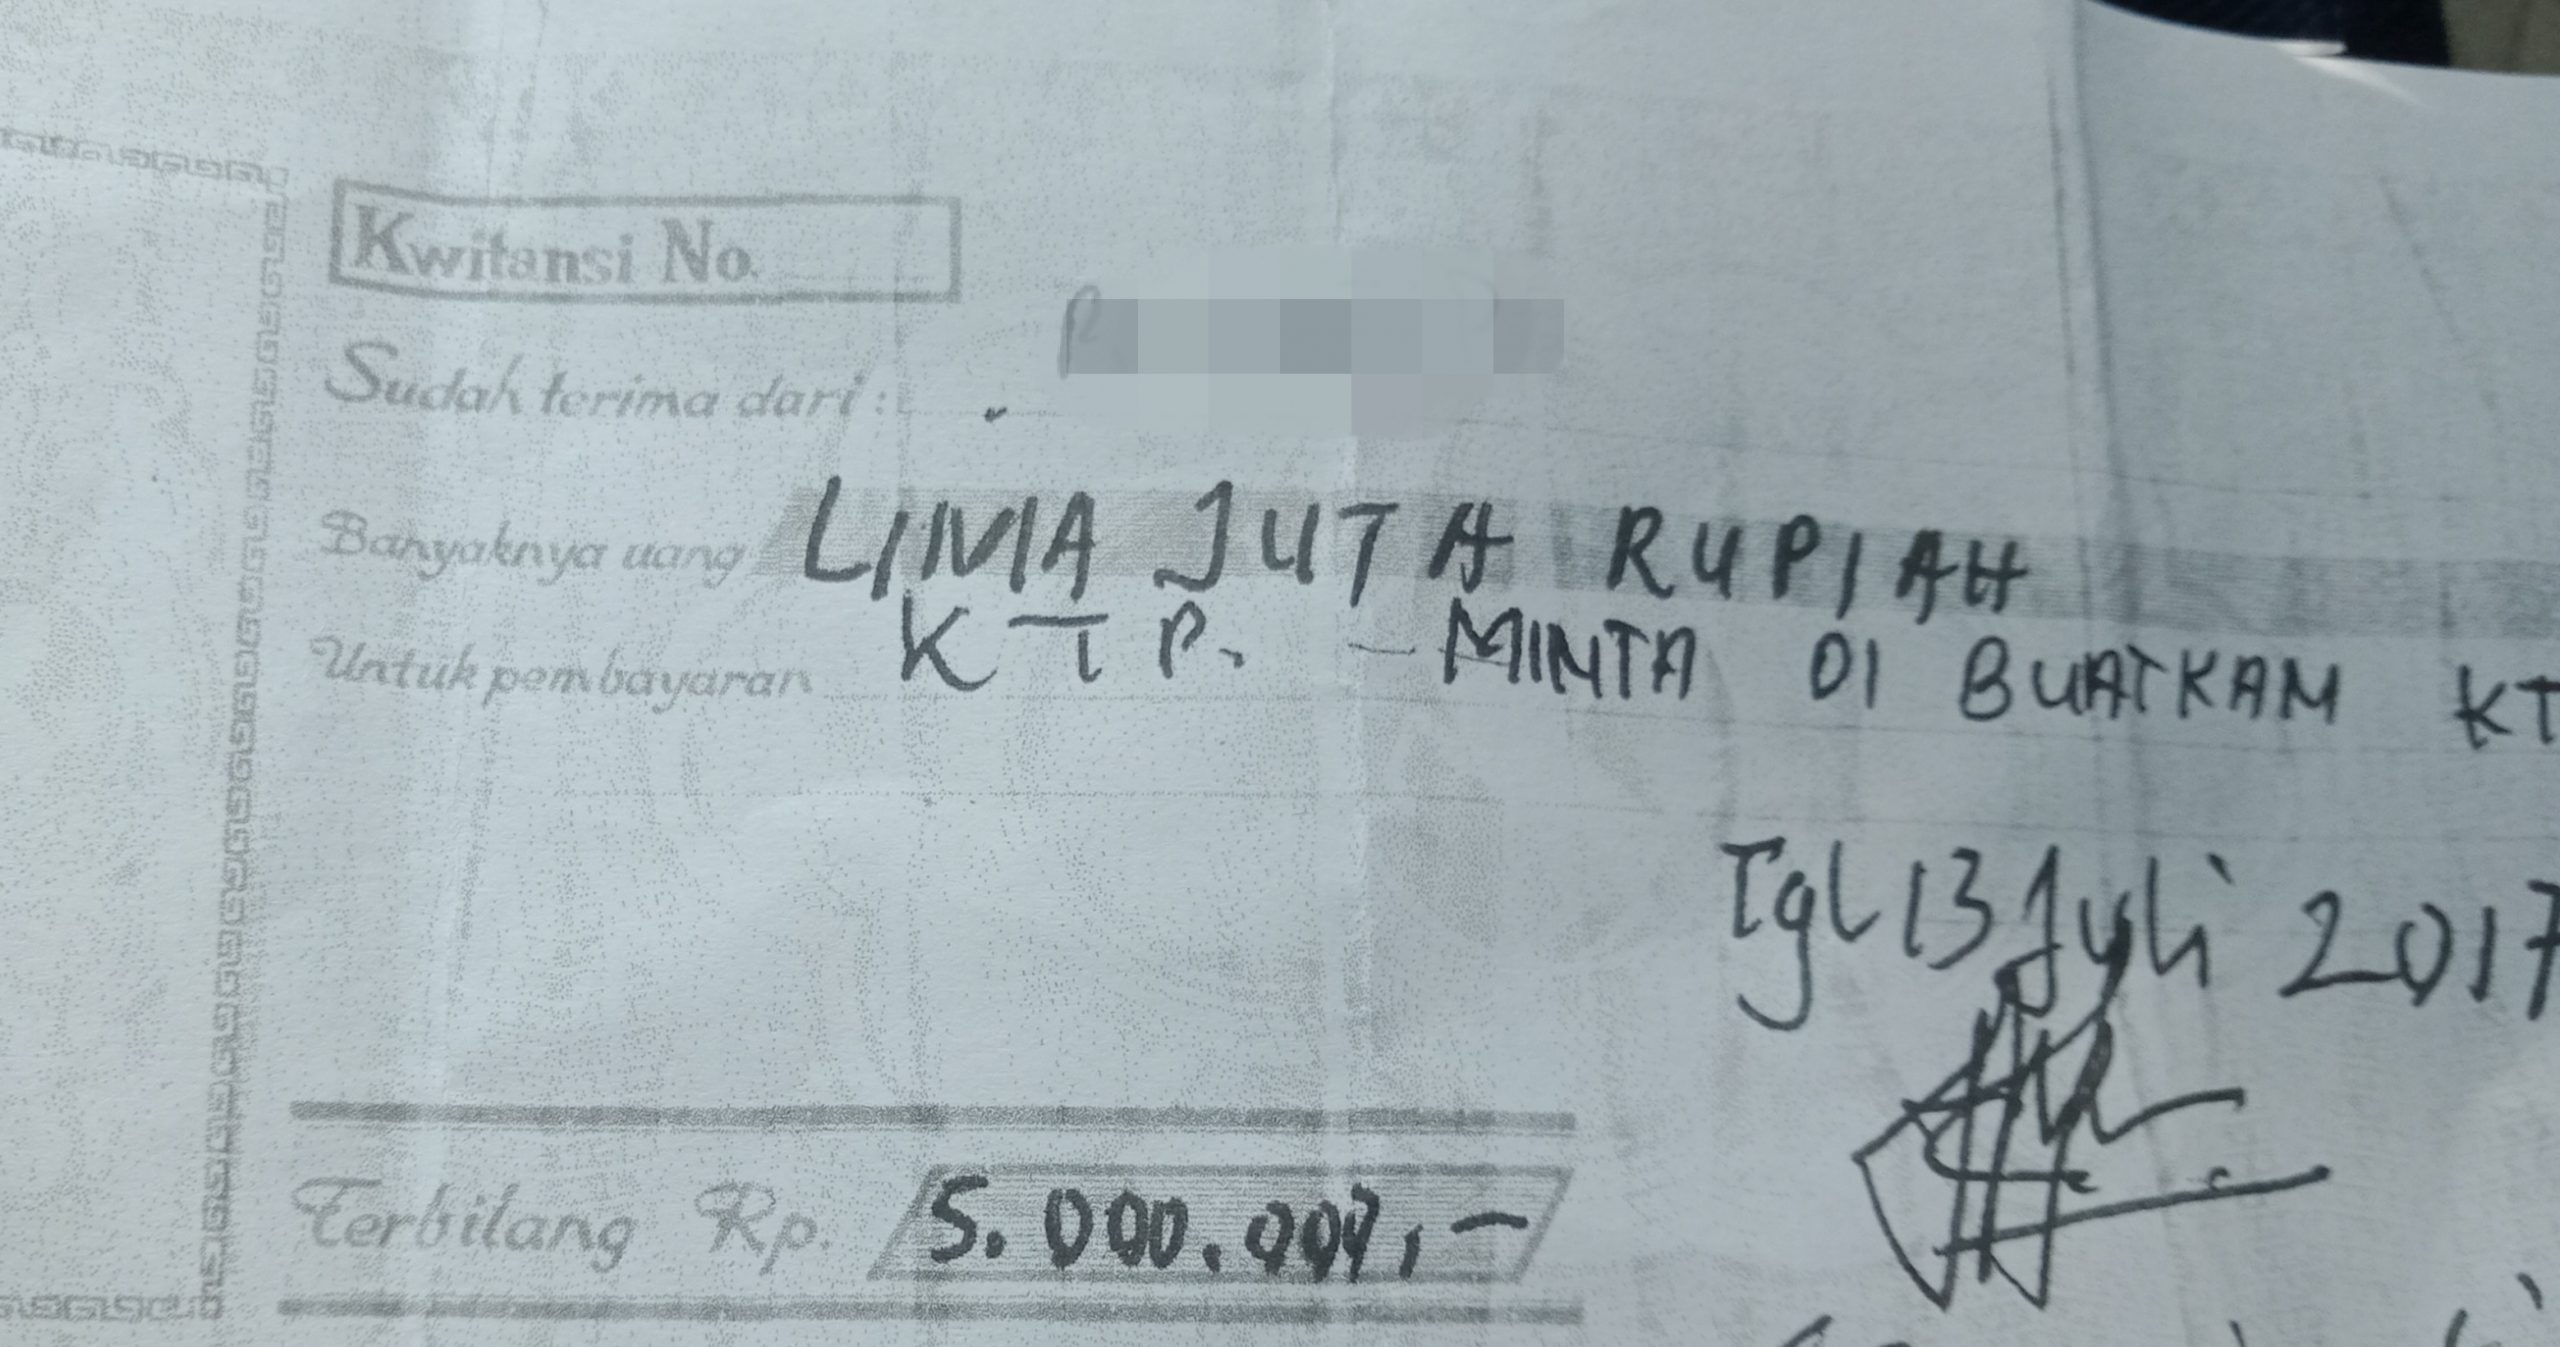 Kwitansi No.
Sudah terima dari :
Banyaknya uang LIMA JUTA RUPIAH
Untuk pembayaran KTP. - MINTA DI BUATKAN KT
Tgl 13 Juli 2017
Terbilang Rp. 5.000.000,-